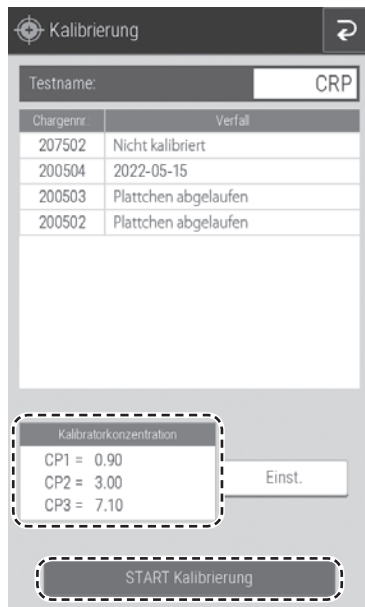 Kalibrierung
Testname: CRP
Chargennr.: Verfall
207502 Nicht kalibriert
200504 2022-05-15
200503 Plattchen abgelaufen
200502 Plattchen abgelaufen
Kalibratorkonzentration
CP1 = 0.90
CP2 = 3.00
CP3 = 7.10
Einst.
START Kalibrierung